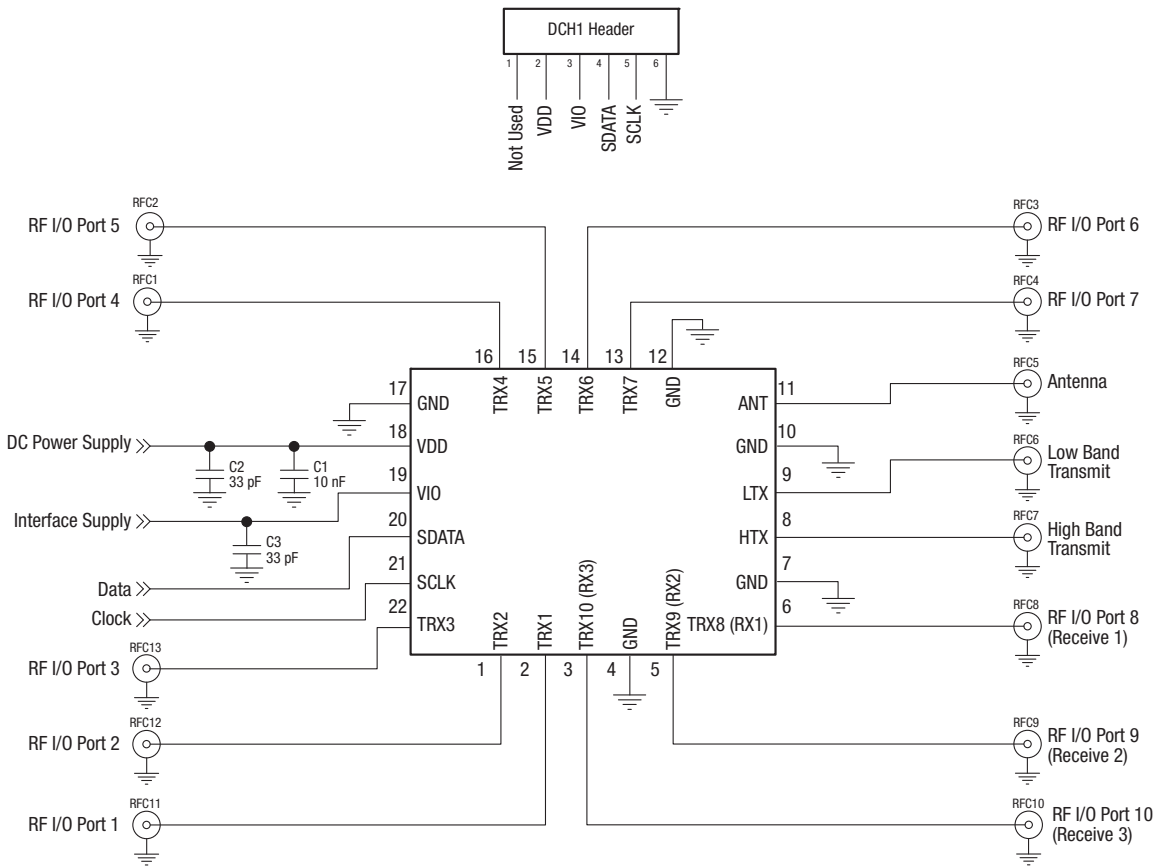 DCH1 Header
1 2 3 4 5 6
Not Used
VDD
VIO
SDATA
SCLK
RFC2
RF I/O Port 5
RFC3
RF I/O Port 6
RFC1
RF I/O Port 4
RFC4
RF I/O Port 7
16 15 14 13 12
TRX4
TRX5
TRX6
TRX7
GND
17
GND
DC Power Supply
18
VDD
C2
33 pF
C1
10 nF
19
VIO
Interface Supply
C3
33 pF
20
SDATA
Data
21
SCLK
Clock
22
TRX3
RFC13
RF I/O Port 3
RFC12
RF I/O Port 2
RFC11
RF I/O Port 1
11
ANT
RFC5
Antenna
10
GND
9
LTX
RFC6
Low Band
Transmit
8
HTX
RFC7
High Band
Transmit
7
GND
6
TRX8 (RX1)
RFC8
RF I/O Port 8
(Receive 1)
TRX2
TRX1
TRX10 (RX3)
GND
TRX9 (RX2)
1 2 3 4 5
RFC9
RF I/O Port 9
(Receive 2)
RFC10
RF I/O Port 10
(Receive 3)